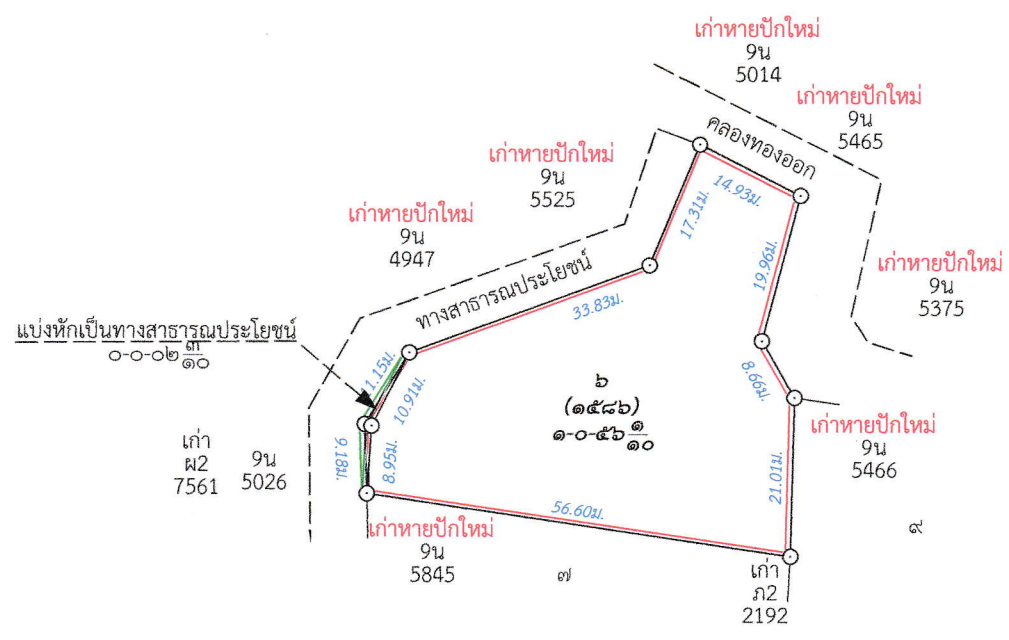 เก่าหายปักใหม่
9น
5014
เก่าหายปักใหม่
9น
5465
คลองทองออก
เก่าหายปักใหม่
9น
5525
14.93ม.
17.31ม.
เก่าหายปักใหม่
9น
4947
19.96ม.
เก่าหายปักใหม่
9น
5375
ทางสาธารณประโยชน์
33.83ม.
แบ่งหักเป็นทางสาธารณประโยชน์
๐-๐-๐๒ ๓/๑๐
11.15ม.
10.91ม.
8.66ม.
๖
(๑๕๘๖)
๑-๐-๕๖ ๑/๑๐
เก่า
ผ2
7561
9น
5026
9.18ม.
8.95ม.
เก่าหายปักใหม่
9น
5466
21.01ม.
56.60ม.
เก่าหายปักใหม่
9น
5845
๗
๙
เก่า
ภ2
2192